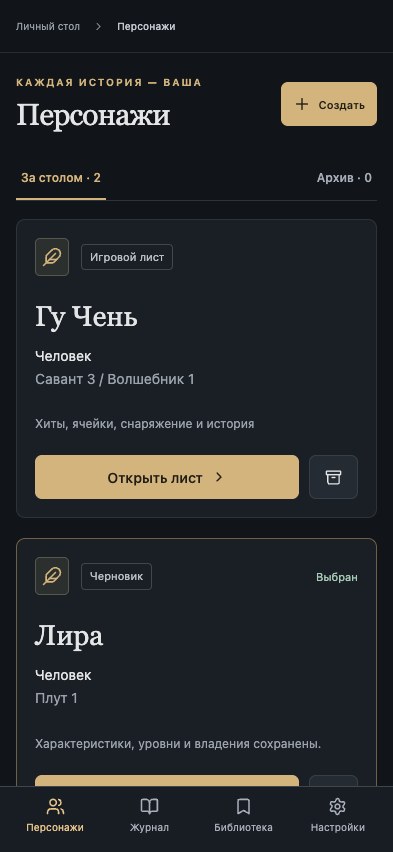 Личный стол > Персонажи
КАЖДАЯ ИСТОРИЯ — ВАША
Персонажи
+ Создать
За столом · 2
Архив · 0
Игровой лист
Гу Чень
Человек
Савант 3 / Волшебник 1
Хиты, ячейки, снаряжение и история
Открыть лист >
Черновик
Выбран
Лира
Человек
Плут 1
Характеристики, уровни и владения сохранены.
Персонажи
Журнал
Библиотека
Настройки